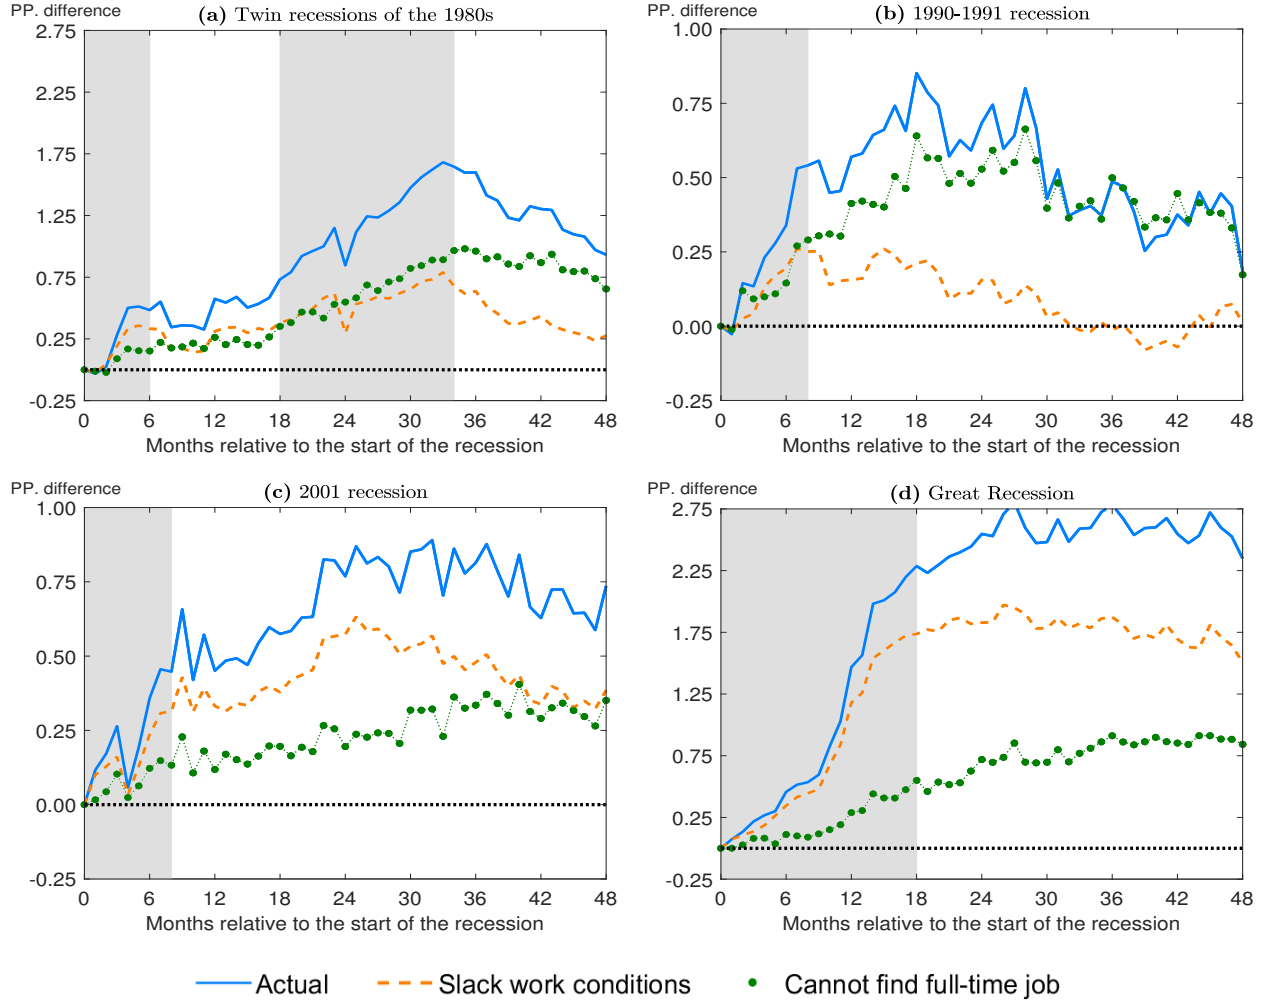 PP. difference
(a) Twin recessions of the 1980s
2.75
2.25
1.75
1.25
0.75
0.25
-0.25
0 6 12 18 24 30 36 42 48
Months relative to the start of the recession
PP. difference
(b) 1990-1991 recession
1.00
0.75
0.50
0.25
0.00
-0.25
0 6 12 18 24 30 36 42 48
Months relative to the start of the recession
PP. difference
(c) 2001 recession
1.00
0.75
0.50
0.25
0.00
-0.25
0 6 12 18 24 30 36 42 48
Months relative to the start of the recession
PP. difference
(d) Great Recession
2.75
2.25
1.75
1.25
0.75
0.25
-0.25
0 6 12 18 24 30 36 42 48
Months relative to the start of the recession
Actual
Slack work conditions
Cannot find full-time job